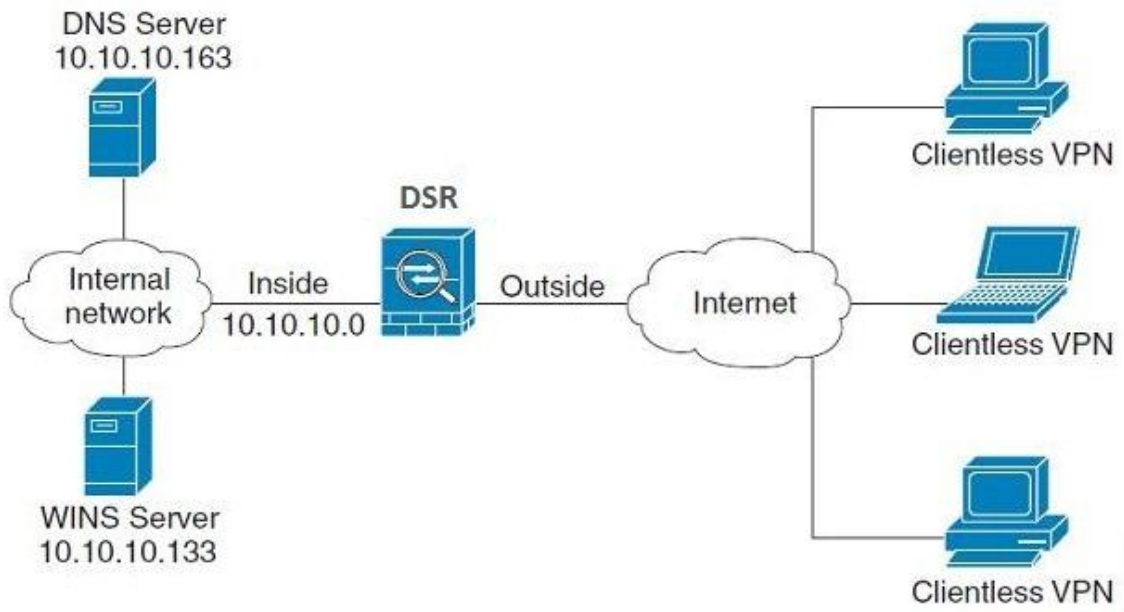 DNS Server
10.10.10.163
DSR
Internal
network
Inside
10.10.10.0
Outside
Internet
WINS Server
10.10.10.133
Clientless VPN
Clientless VPN
Clientless VPN